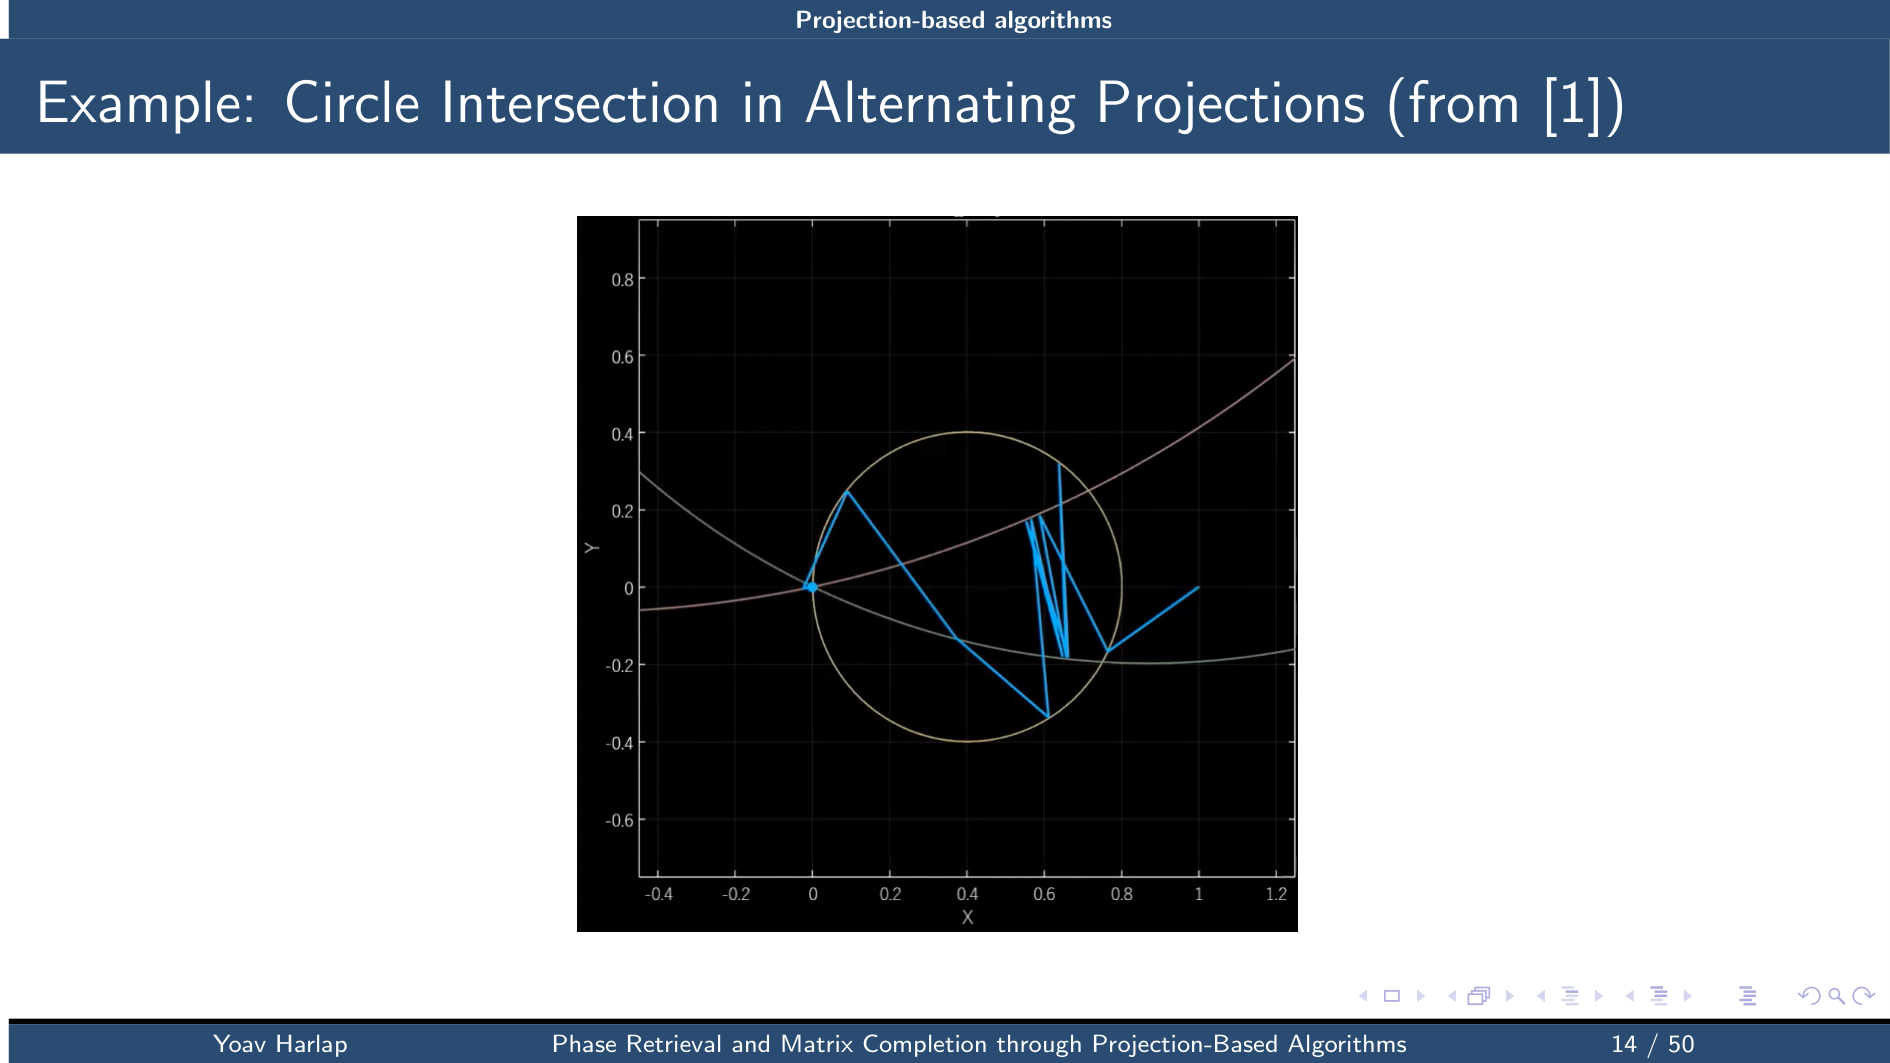 Projection-based algorithms
Example: Circle Intersection in Alternating Projections (from [1])
0.8
0.6
0.4
0.2
0
-0.2
-0.4
-0.6
Y
-0.4 -0.2 0 0.2 0.4 0.6 0.8 1 1.2
X
Yoav Harlap Phase Retrieval and Matrix Completion through Projection-Based Algorithms 14 / 50